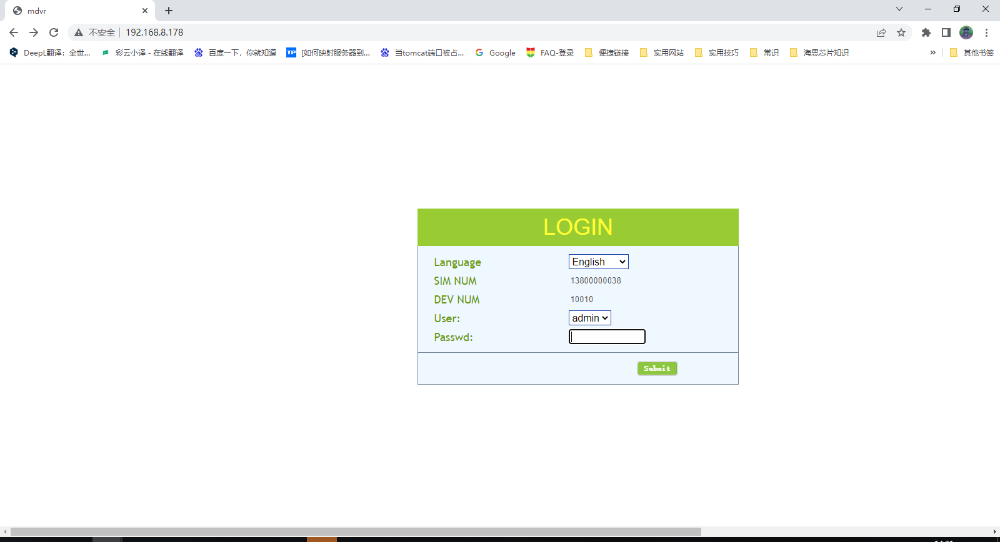 mdvr
不安全 192.168.8.178
DeepL翻译：全世... 彩云小译 - 在线翻译 百度一下，你就知道 [如何映射服务器到... 当tomcat端口被占... Google FAQ-登录 便捷链接 实用网站 实用技巧 常识 海思芯片知识 » 其他书签
LOGIN
Language English
SIM NUM 13800000038
DEV NUM 10010
User: admin
Passwd:
Submit